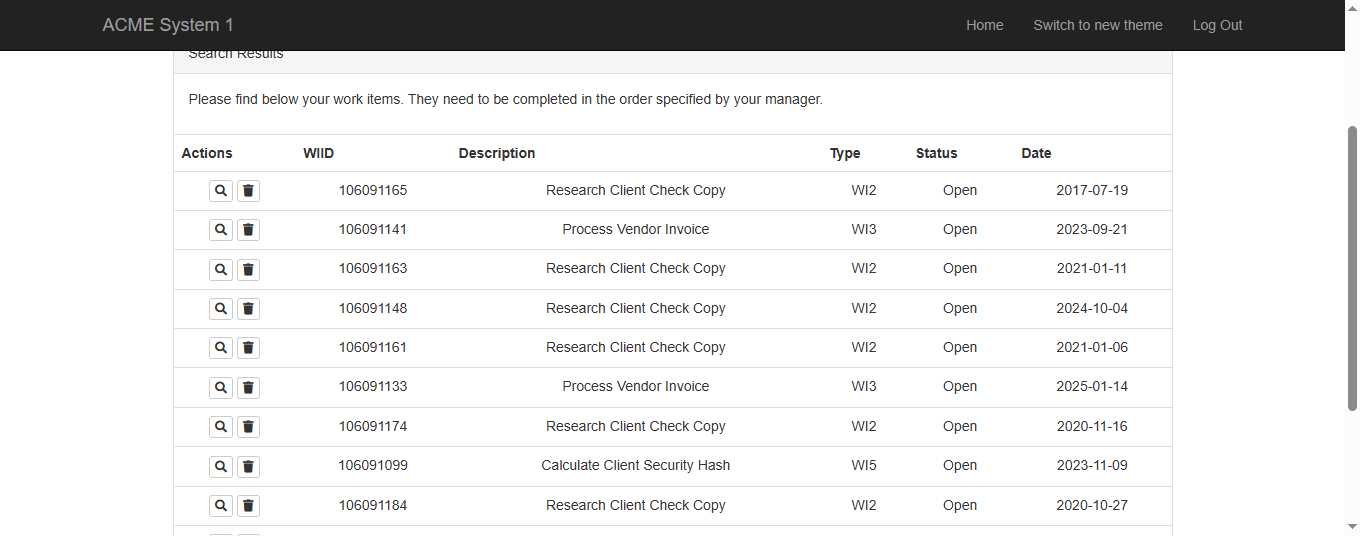 ACME System 1 Home Switch to new theme Log Out
Search Results
Please find below your work items. They need to be completed in the order specified by your manager.
Actions WIID Description Type Status Date
106091165 Research Client Check Copy WI2 Open 2017-07-19
106091141 Process Vendor Invoice WI3 Open 2023-09-21
106091163 Research Client Check Copy WI2 Open 2021-01-11
106091148 Research Client Check Copy WI2 Open 2024-10-04
106091161 Research Client Check Copy WI2 Open 2021-01-06
106091133 Process Vendor Invoice WI3 Open 2025-01-14
106091174 Research Client Check Copy WI2 Open 2020-11-16
106091099 Calculate Client Security Hash WI5 Open 2023-11-09
106091184 Research Client Check Copy WI2 Open 2020-10-27